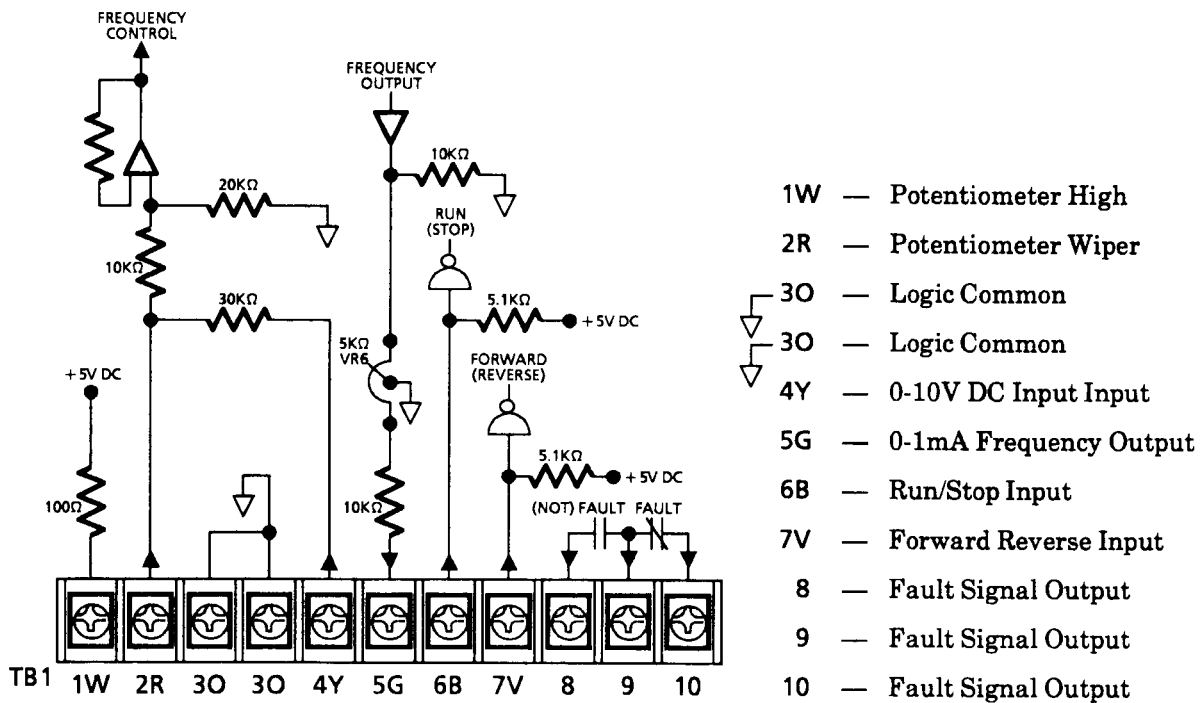 FREQUENCY
CONTROL
FREQUENCY
OUTPUT
10KΩ
20KΩ
RUN
(STOP)
10KΩ
30KΩ
5.1KΩ
+5V DC
5KΩ
VR6
FORWARD
(REVERSE)
+5V DC
5.1KΩ
+5V DC
100Ω
10KΩ
(NOT) FAULT FAULT
TB1 1W 2R 3O 3O 4Y 5G 6B 7V 8 9 10
1W — Potentiometer High
2R — Potentiometer Wiper
3O — Logic Common
3O — Logic Common
4Y — 0-10V DC Input Input
5G — 0-1mA Frequency Output
6B — Run/Stop Input
7V — Forward Reverse Input
8 — Fault Signal Output
9 — Fault Signal Output
10 — Fault Signal Output